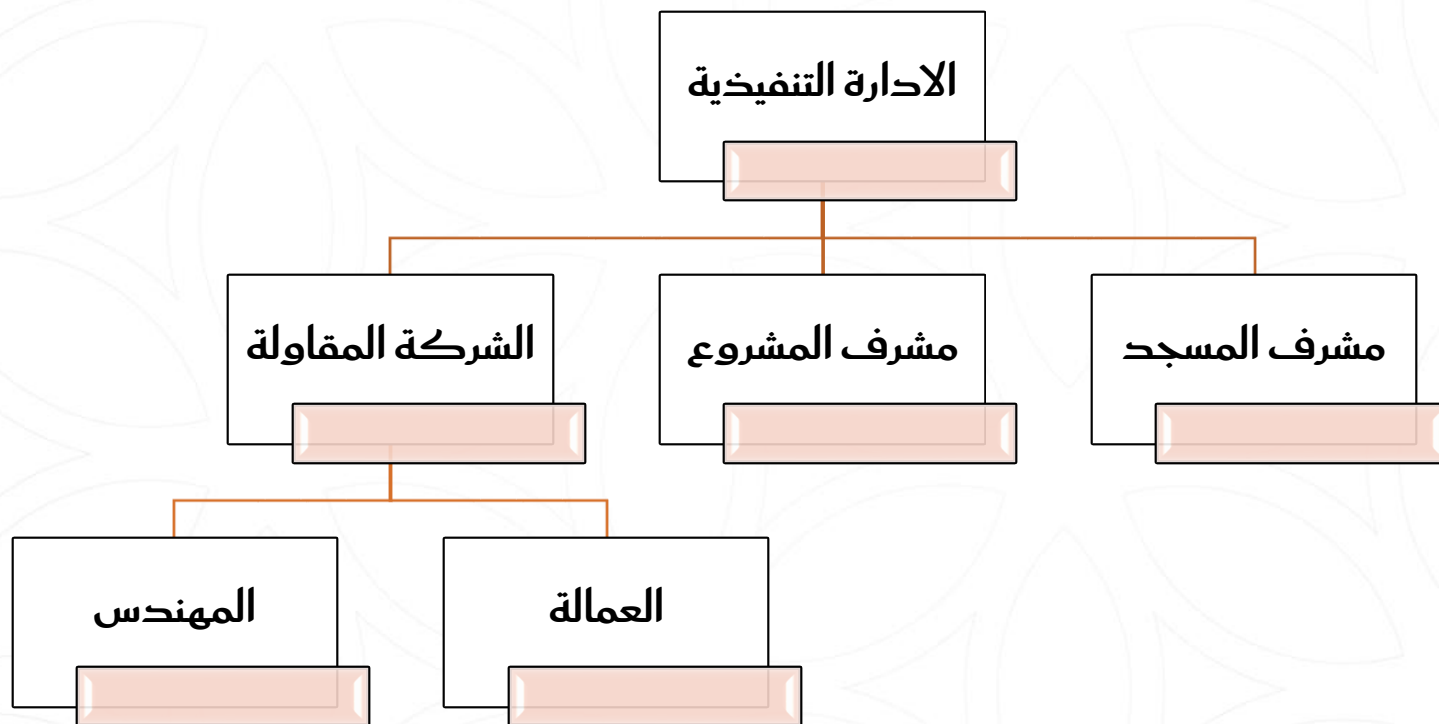 الادارة التنفيذية
مشرف المسجد
مشرف المشروع
الشركة المقاولة
العمالة
المهندس